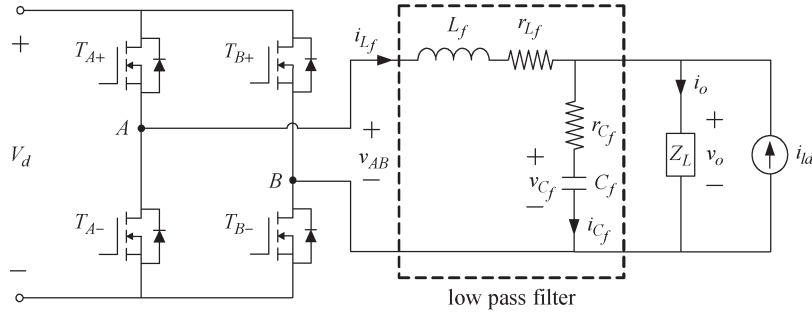 +
V_d
−
T_{A+}
T_{B+}
A
B
T_{A−}
T_{B−}
i_{L_f}
+
v_{AB}
−
L_f
r_{L_f}
r_{C_f}
+
v_{C_f}
−
C_f
i_{C_f}
i_o
Z_L
+
v_o
−
i_{ld}
low pass filter